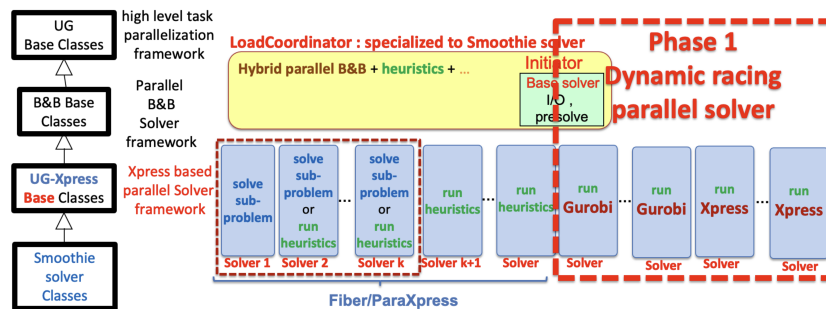 UG
Base Classes
high level task
parallelization
framework
B&B Base
Classes
Parallel
B&B
Solver
framework
UG-Xpress
Base Classes
Xpress based
parallel Solver
framework
Smoothie
solver
Classes
LoadCoordinator : specialized to Smoothie solver
Hybrid parallel B&B + heuristics + ...
Initiator
Base solver
I/O ,
presolve
Phase 1
Dynamic racing
parallel solver
solve
sub-
problem
Solver 1
solve
sub-
problem
or
run
heuristics
Solver 2
...
solve
sub-
problem
or
run
heuristics
Solver k
run
heuristics
Solver k+1
...
run
heuristics
Solver
run
Gurobi
Solver
...
run
Gurobi
Solver
run
Xpress
Solver
...
run
Xpress
Solver
Fiber/ParaXpress